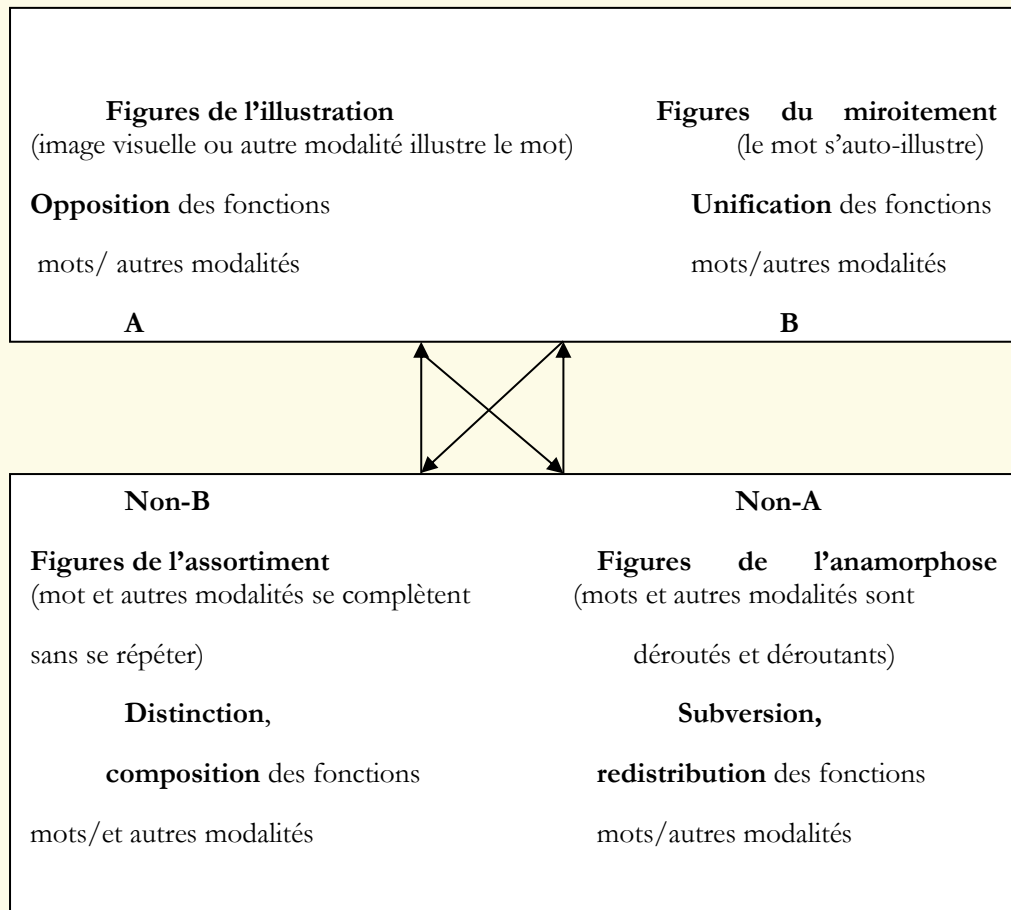 Figures de l’illustration
(image visuelle ou autre modalité illustre le mot)
Opposition des fonctions
mots/ autres modalités
A
Figures du miroitement
(le mot s’auto-illustre)
Unification des fonctions
mots/autres modalités
B
Non-B
Figures de l’assortiment
(mot et autres modalités se complètent
sans se répéter)
Distinction,
composition des fonctions
mots/et autres modalités
Non-A
Figures de l’anamorphose
(mots et autres modalités sont
déroutés et déroutants)
Subversion,
redistribution des fonctions
mots/autres modalités